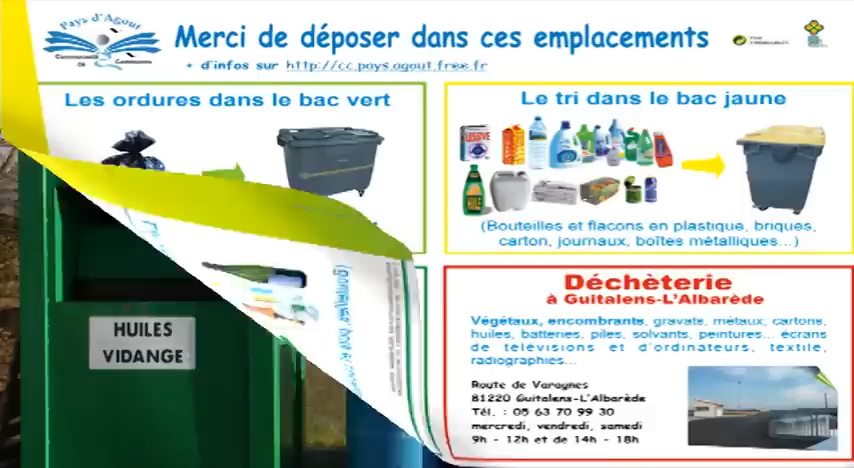 Pays d'Agout
Communauté
de
Communes
Merci de déposer dans ces emplacements
+ d'infos sur http://cc.pays.agout.free.fr
Les ordures dans le bac vert
Le tri dans le bac jaune
LESSIVE
(Bouteilles et flacons en plastique, briques,
carton, journaux, boîtes métalliques...)
HUILES
VIDANGE
Déchèterie
à Guitalens-L'Albarède
Végétaux, encombrants, gravats, métaux, cartons,
huiles, batteries, piles, solvants, peintures... écrans
de télévisions et d'ordinateurs, textile,
radiographies...
Route de Varagnes
81220 Guitalens-L'Albarède
Tél. : 05 63 70 99 30
mercredi, vendredi, samedi
9h - 12h et de 14h - 18h